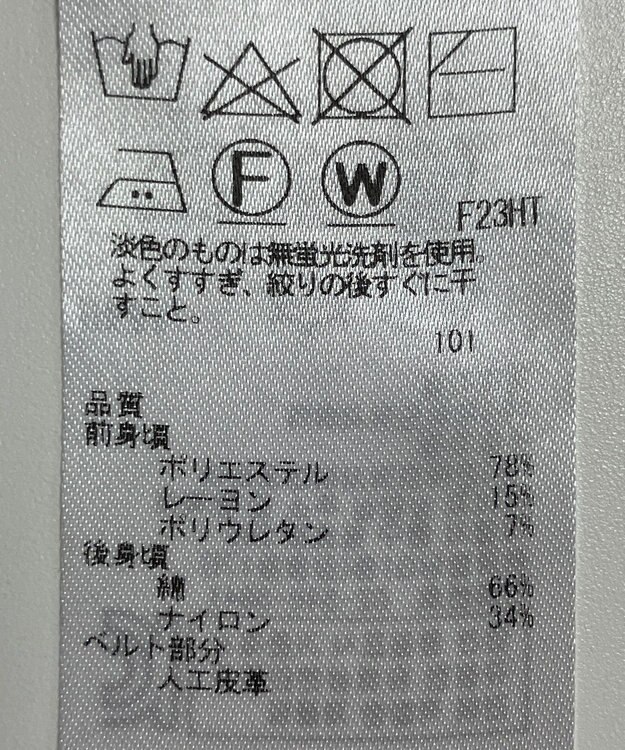 F W
F23HT
淡色のものは無蛍光洗剤を使用
よくすすぎ、絞りの後すぐに干
すこと。
101
品質
前身頃
ポリエステル 78%
レーヨン 15%
ポリウレタン 7%
後身頃
綿 66%
ナイロン 34%
ベルト部分
人工皮革